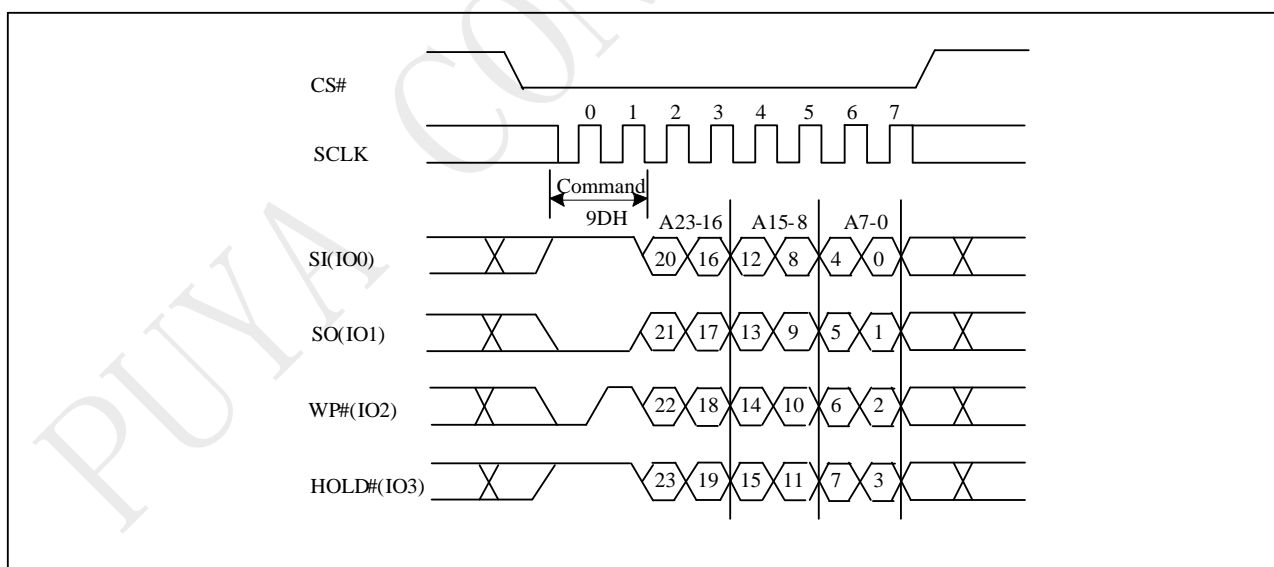 PUYA CON
CS#
0 1 2 3 4 5 6 7
SCLK
Command
9DH
A23-16 A15-8 A7-0
SI(IO0) 20 16 12 8 4 0
SO(IO1) 21 17 13 9 5 1
WP#(IO2) 22 18 14 10 6 2
HOLD#(IO3) 23 19 15 11 7 3